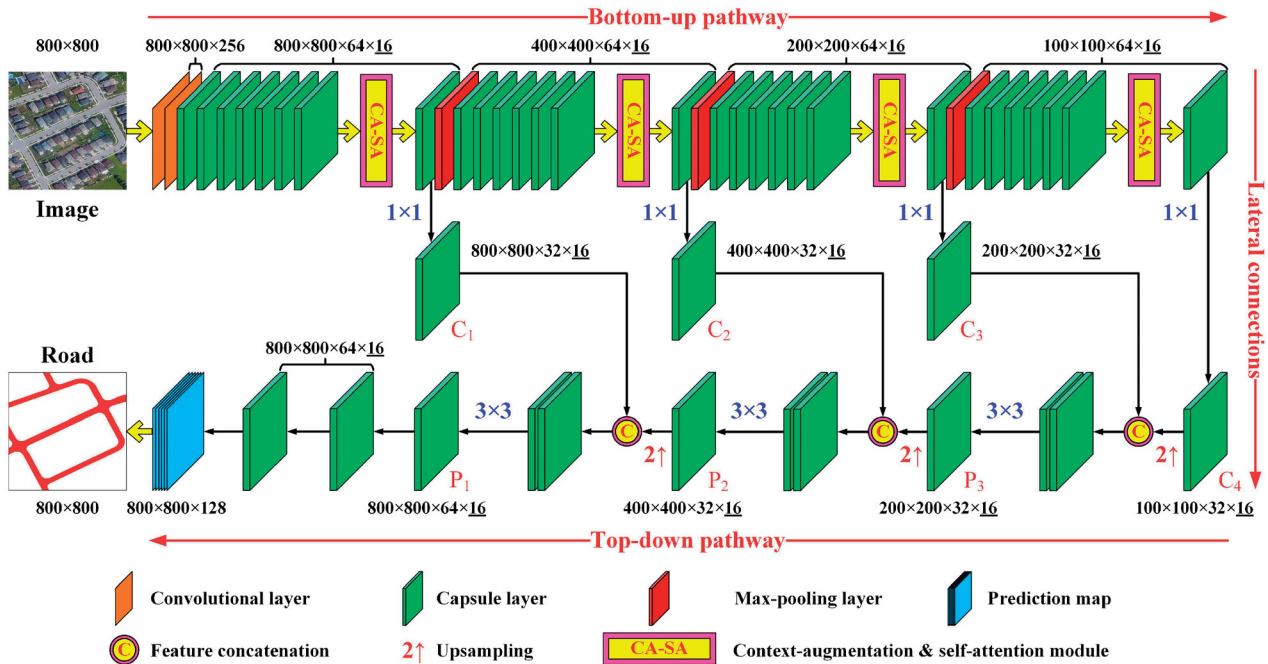 Bottom-up pathway
800×800
800×800×256
800×800×64×16
400×400×64×16
200×200×64×16
100×100×64×16
CA-SA
CA-SA
CA-SA
CA-SA
Image
1×1
1×1
1×1
1×1
Lateral connections
800×800×32×16
400×400×32×16
200×200×32×16
C1
C2
C3
Road
800×800×64×16
3×3
3×3
3×3
C
C
C
2↑
2↑
2↑
P1
P2
P3
C4
800×800
800×800×128
800×800×64×16
400×400×32×16
200×200×32×16
100×100×32×16
Top-down pathway
Convolutional layer
Capsule layer
Max-pooling layer
Prediction map
C Feature concatenation
2↑ Upsampling
CA-SA Context-augmentation & self-attention module